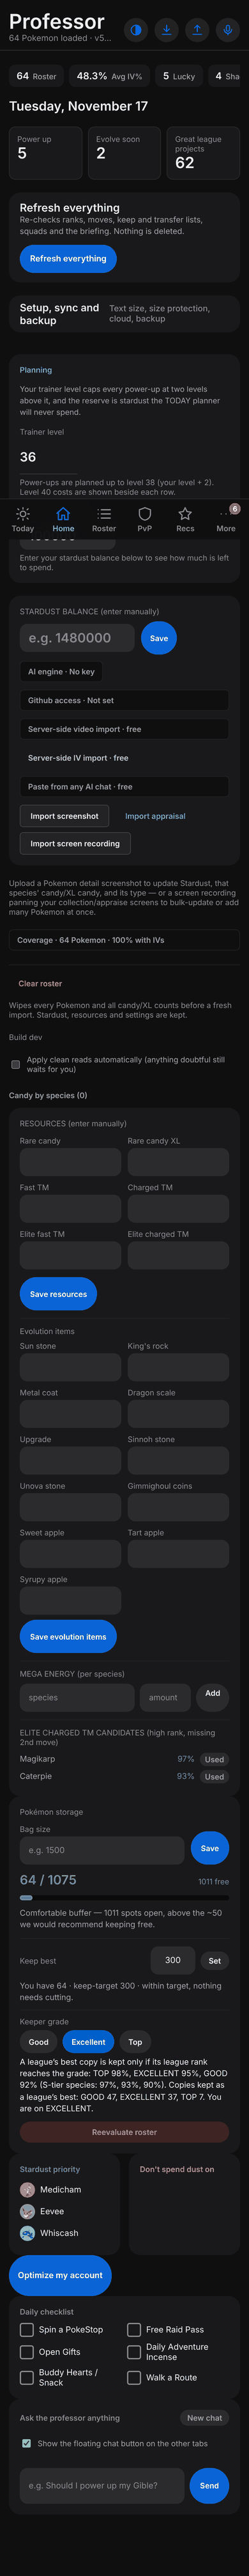 Professor
64 Pokemon loaded · v5...
64 Roster
48.3% Avg IV%
5 Lucky
4 Sha
Tuesday, November 17
Power up
5
Evolve soon
2
Great league
projects
62
Refresh everything
Re-checks ranks, moves, keep and transfer lists,
squads and the briefing. Nothing is deleted.
Refresh everything
Setup, sync and
backup
Text size, size protection,
cloud, backup
Planning
Your trainer level caps every power-up at two levels
above it, and the reserve is stardust the TODAY planner
will never spend.
Trainer level
36
Powers-ups are planned up to level 38 (your level + 2).
Level 40 costs are shown beside each row.
6
Today
Home
Roster
PvP
Recs
More
Enter your stardust balance below to see how much is left
to spend.
STARDUST BALANCE (enter manually)
e.g. 1480000
Save
AI engine · No key
Github access · Not set
Server-side video import · free
Server-side IV import · free
Paste from any AI chat · free
Import screenshot
Import appraisal
Import screen recording
Upload a Pokemon detail screenshot to update Stardust, that
species' candy/XL candy, and its type — or a screen recording
panning your collection/appraise screens to bulk-update or add
many Pokemon at once.
Coverage · 64 Pokemon · 100% with IVs
Clear roster
Wipes every Pokemon and all candy/XL counts before a fresh
import. Stardust, resources and settings are kept.
Build dev
Apply clean reads automatically (anything doubtful still
waits for you)
Candy by species (0)
RESOURCES (enter manually)
Rare candy
Rare candy XL
Fast TM
Charged TM
Elite fast TM
Elite charged TM
Save resources
Evolution items
Sun stone
King's rock
Metal coat
Dragon scale
Upgrade
Sinnoh stone
Unova stone
Gimmighoul coins
Sweet apple
Tart apple
Syrupy apple
Save evolution items
MEGA ENERGY (per species)
species
amount
Add
ELITE CHARGED TM CANDIDATES (high rank, missing
2nd move)
Magikarp
97%
Used
Caterpie
93%
Used
Pokémon storage
Bag size
e.g. 1500
Save
64 / 1075
1011 free
Comfortable buffer — 1011 spots open, above the ~50
we would recommend keeping free.
Keep best
300
Set
You have 64 · keep-target 300 · within target, nothing
needs cutting.
Keeper grade
Good
Excellent
Top
A league's best copy is kept only if its league rank
reaches the grade: TOP 98%, EXCELLENT 95%, GOOD
92% (S-tier species: 97%, 93%, 90%). Copies kept as
a league's best: GOOD 47, EXCELLENT 37, TOP 7. You
are on EXCELLENT.
Reevaluate roster
Stardust priority
Medicham
Eevee
Whiscash
Don't spend dust on
Optimize my account
Daily checklist
Spin a PokeStop
Free Raid Pass
Open Gifts
Daily Adventure
Incense
Buddy Hearts /
Snack
Walk a Route
Ask the professor anything
New chat
Show the floating chat button on the other tabs
e.g. Should I power up my Gible?
Send